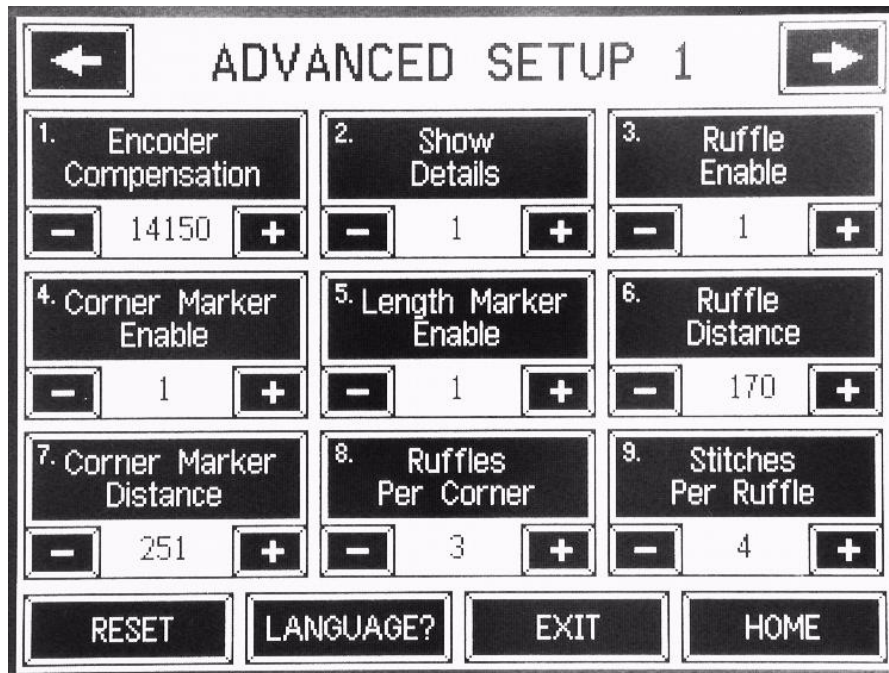 ADVANCED SETUP 1
1. Encoder
Compensation
14150
2. Show
Details
1
3. Ruffle
Enable
1
4. Corner Marker
Enable
1
5. Length Marker
Enable
1
6. Ruffle
Distance
170
7. Corner Marker
Distance
251
8. Ruffles
Per Corner
3
9. Stitches
Per Ruffle
4
RESET
LANGUAGE?
EXIT
HOME